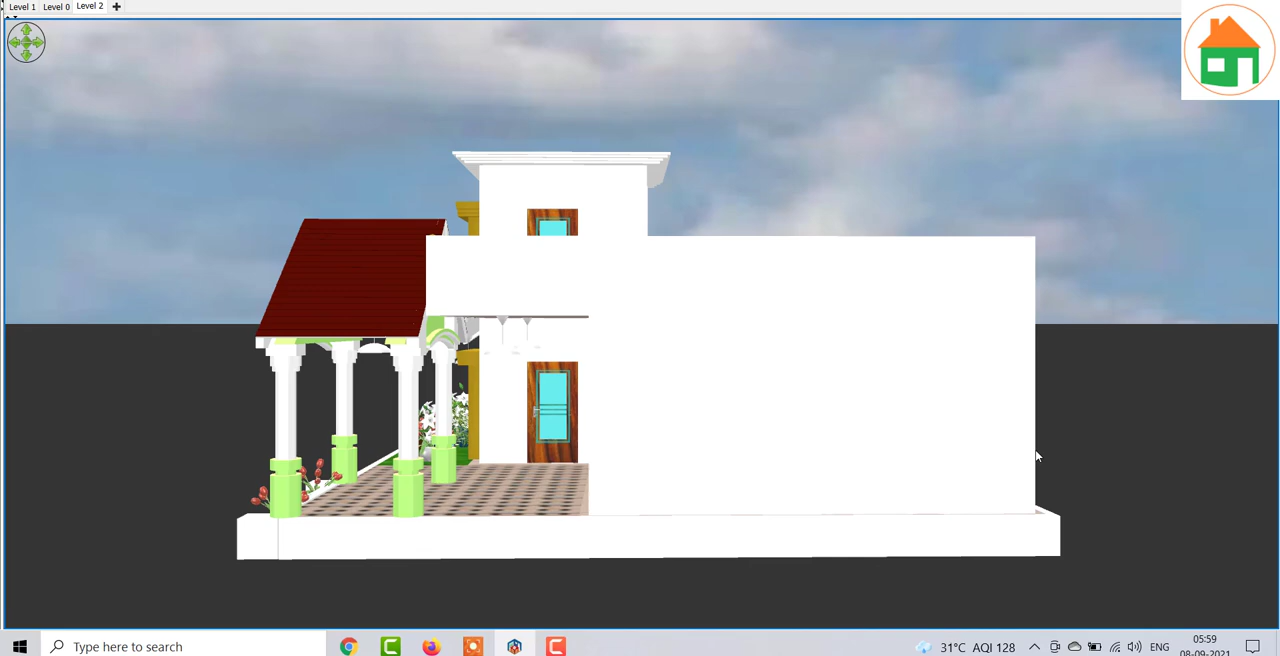 Level 1 Level 0 Level 2
Type here to search
31°C AQI 128
ENG
05:59
08-09-2021